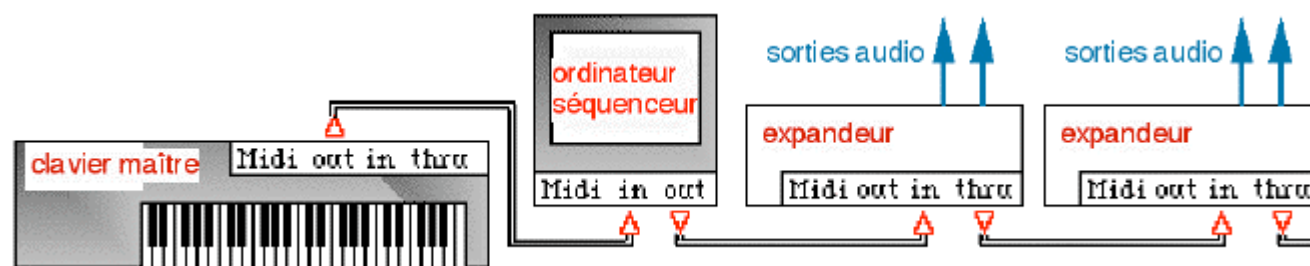 clavier maître
Midi out in thru
ordinateur
séquenceur
Midi in out
sorties audio
expandeur
Midi out in thru
sorties audio
expandeur
Midi out in thru